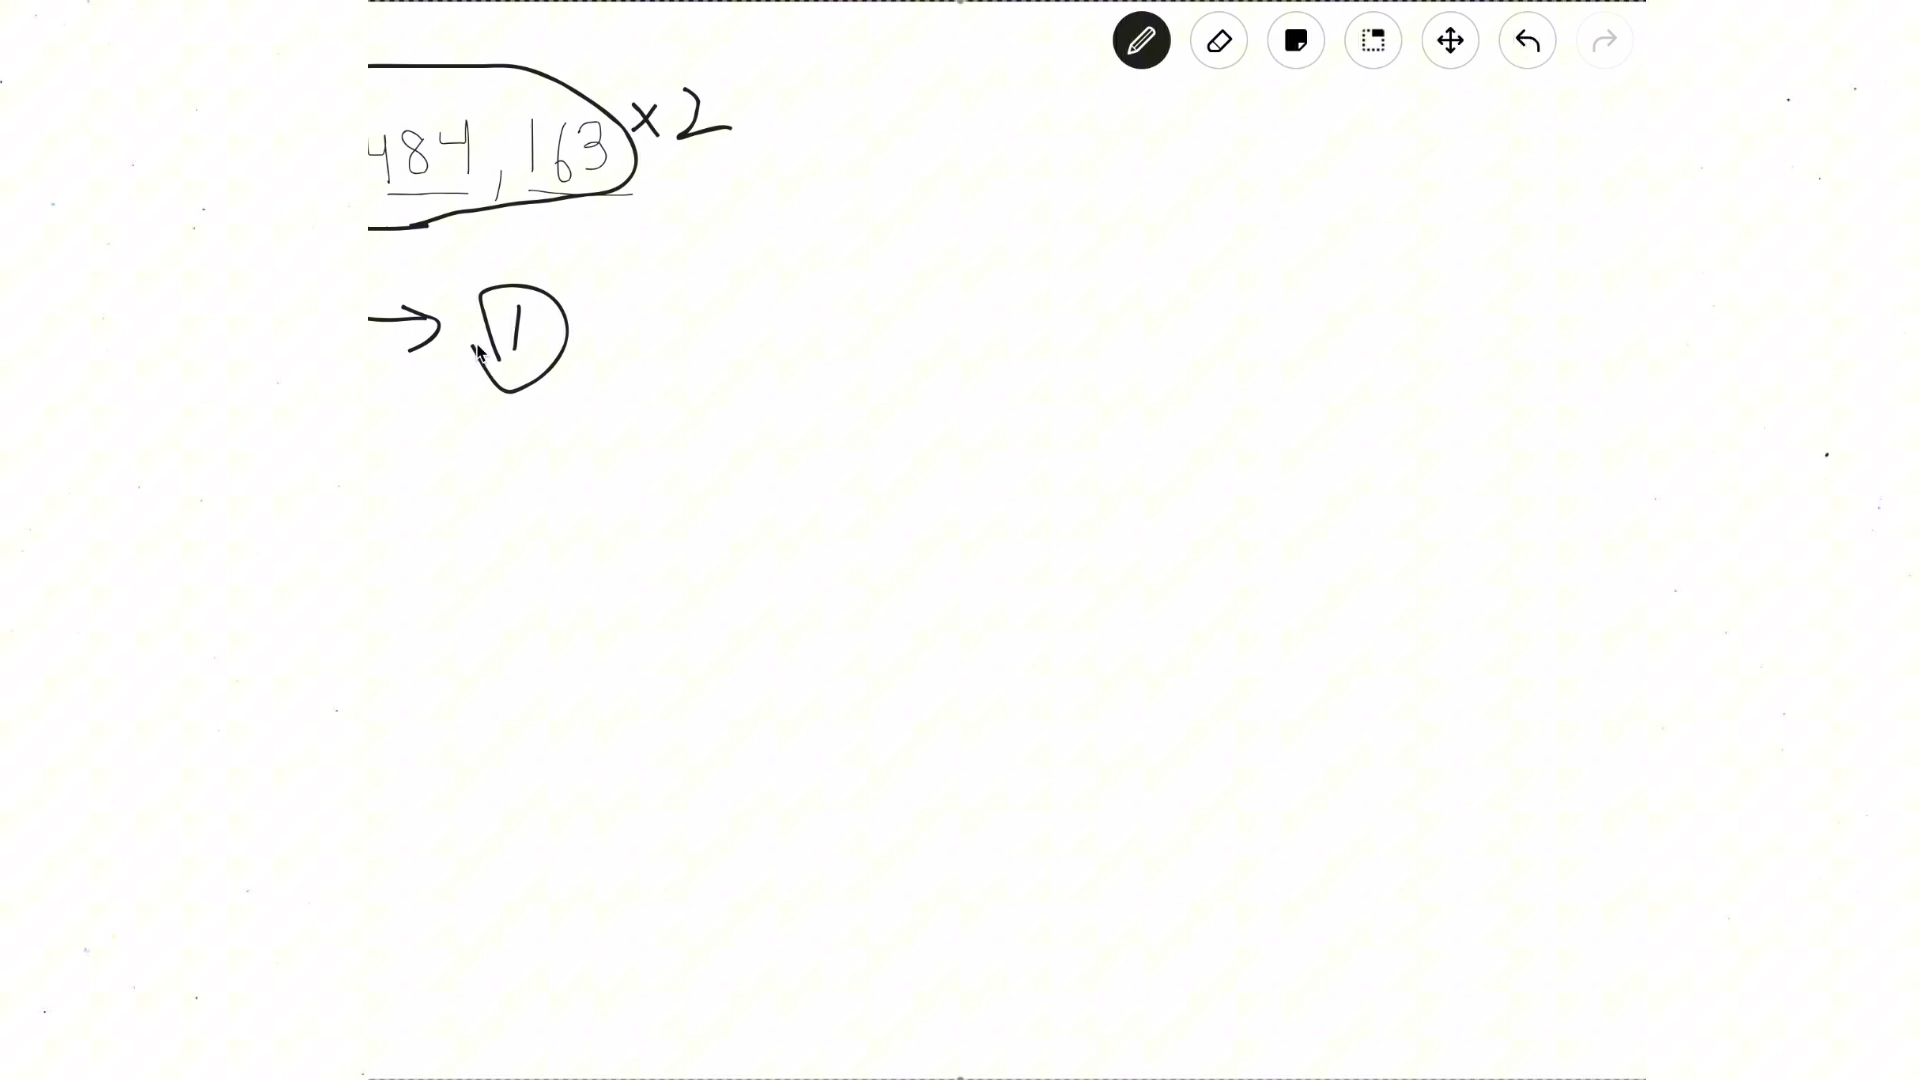 484, 163 × 2
→ 1